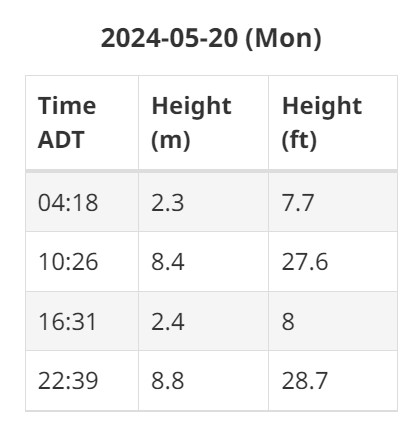 2024-05-20 (Mon)
Time ADT Height (m) Height (ft)
04:18 2.3 7.7
10:26 8.4 27.6
16:31 2.4 8
22:39 8.8 28.7